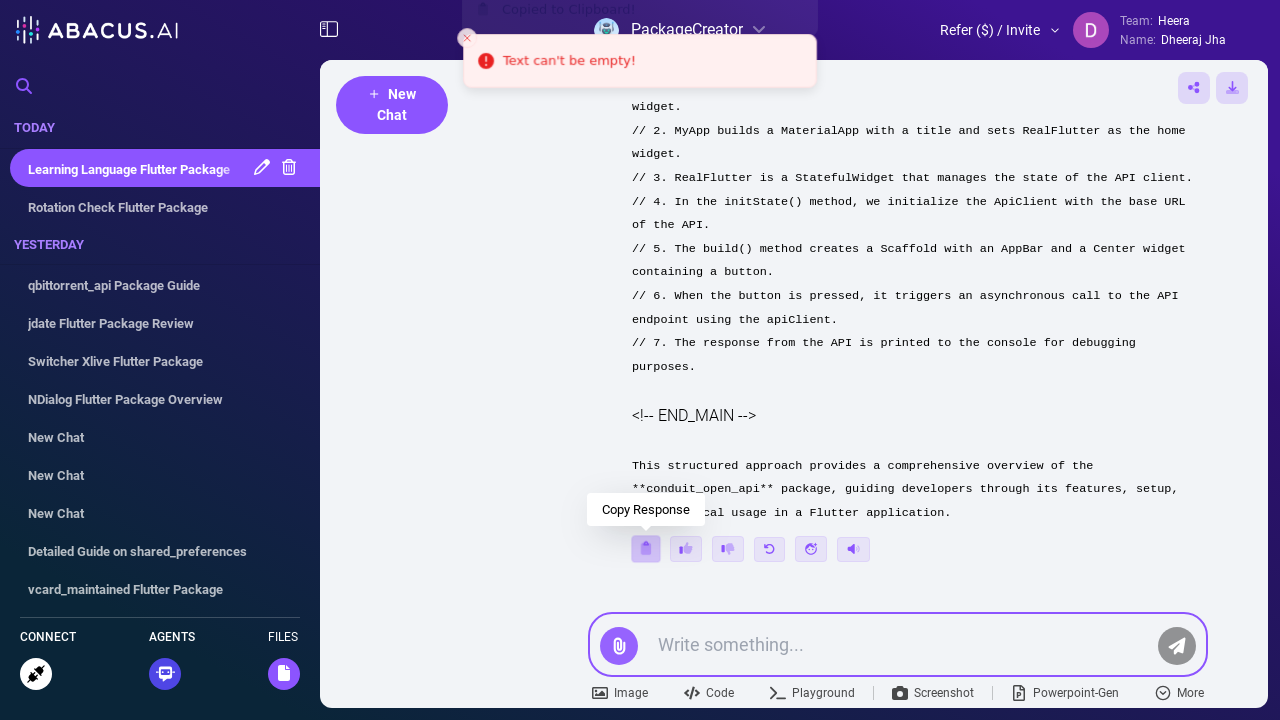 ABACUS.AI
Copied to Clipboard!
PackageCreator
Refer ($) / Invite
D
Team: Heera
Name: Dheeraj Jha
Text can't be empty!
TODAY
Learning Language Flutter Package
Rotation Check Flutter Package
YESTERDAY
qbittorrent_api Package Guide
jdate Flutter Package Review
Switcher Xlive Flutter Package
NDialog Flutter Package Overview
New Chat
New Chat
New Chat
Detailed Guide on shared_preferences
vcard_maintained Flutter Package
CONNECT
AGENTS
FILES
+ New
Chat
widget.
// 2. MyApp builds a MaterialApp with a title and sets RealFlutter as the home
widget.
// 3. RealFlutter is a StatefulWidget that manages the state of the API client.
// 4. In the initState() method, we initialize the ApiClient with the base URL
of the API.
// 5. The build() method creates a Scaffold with an AppBar and a Center widget
containing a button.
// 6. When the button is pressed, it triggers an asynchronous call to the API
endpoint using the apiClient.
// 7. The response from the API is printed to the console for debugging
purposes.
<!-- END_MAIN -->
This structured approach provides a comprehensive overview of the
**conduit_open_api** package, guiding developers through its features, setup,
cal usage in a Flutter application.
Copy Response
Write something...
Image
Code
Playground
Screenshot
Powerpoint-Gen
More